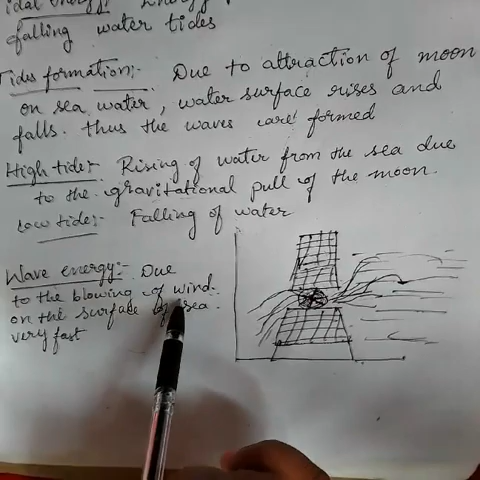 Tidal energy:- Energy
falling water tides
Tides formation:- Due to attraction of moon
on sea water, water surface rises and
falls. thus the waves are formed
High tide:- Rising of water from the sea due
to the gravitational pull of the moon.
Low tide:- Falling of water
Wave energy:- Due
to the blowing of wind
on the surface of sea
very fast